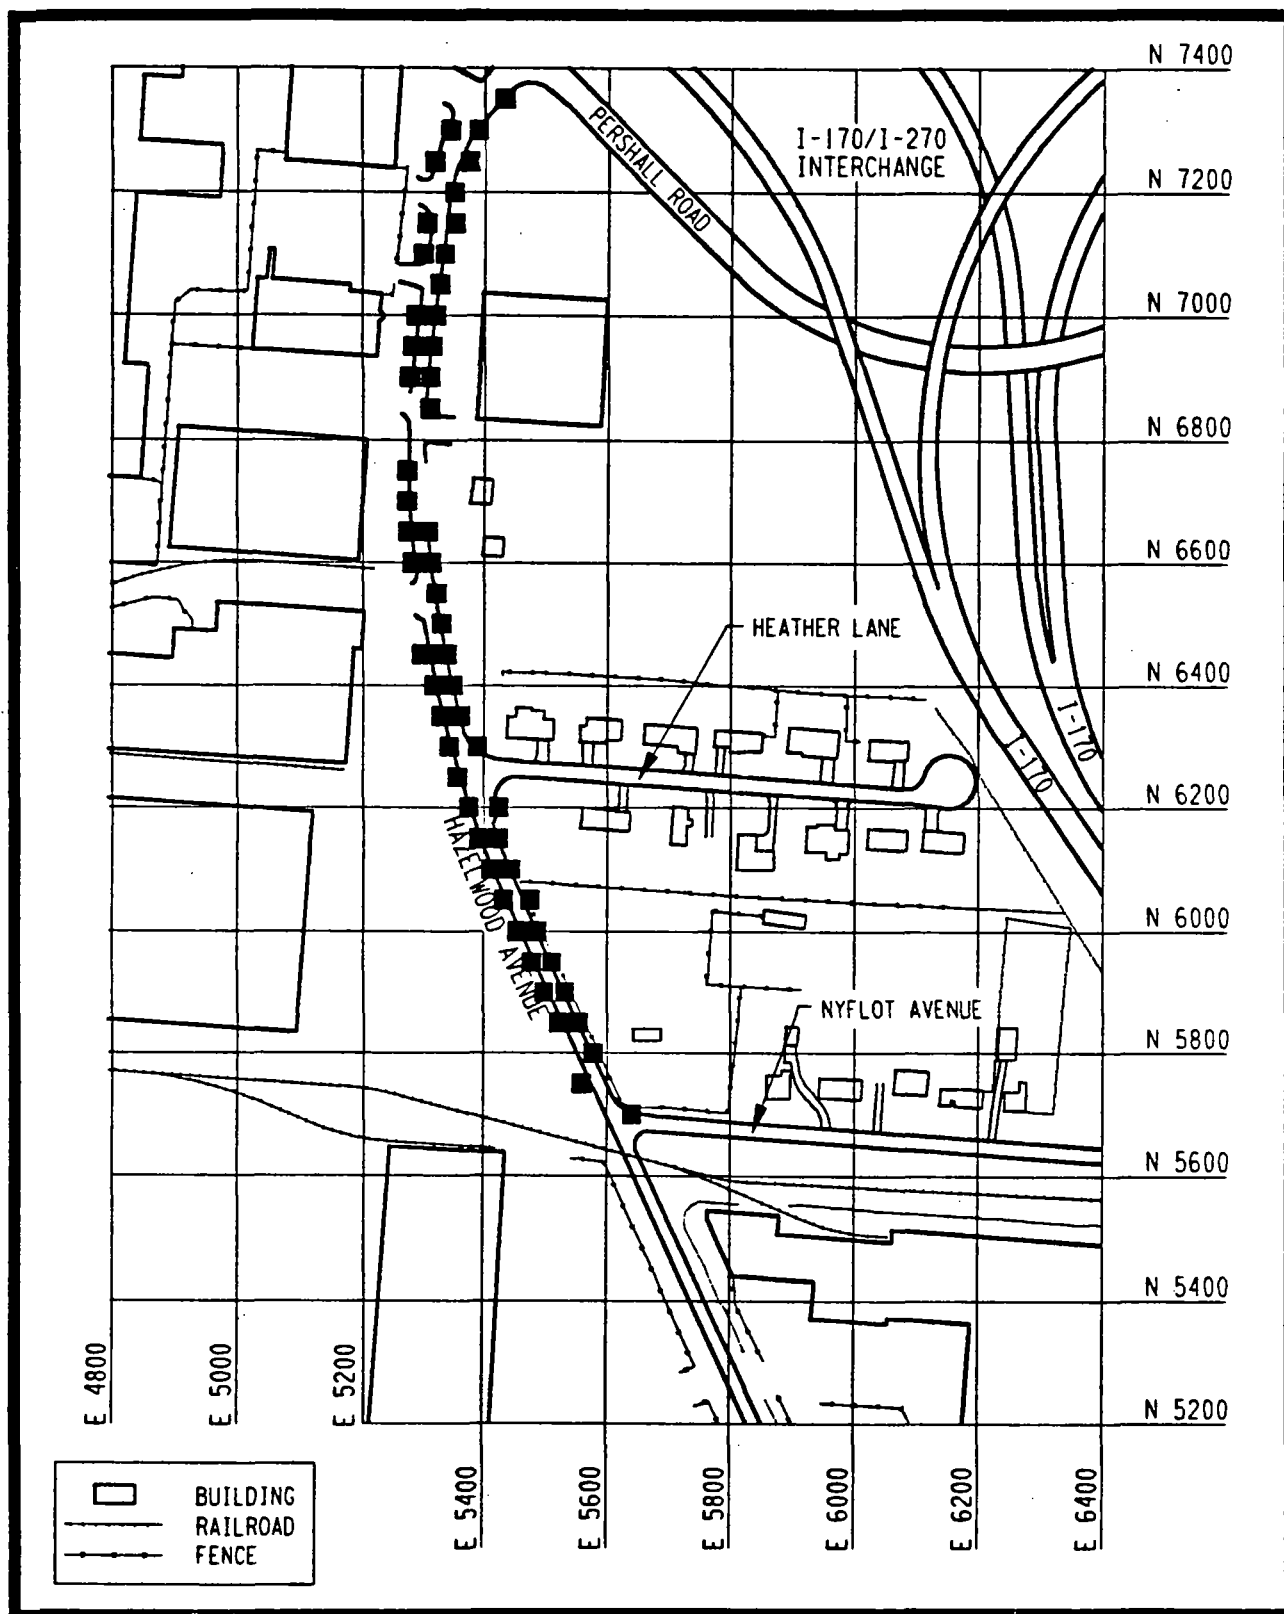 N 7400
PERSHALL ROAD
I-170/I-270
INTERCHANGE
N 7200
N 7000
N 6800
N 6600
HEATHER LANE
N 6400
I-170
I-170
N 6200
HAZELWOOD AVENUE
N 6000
NYFLOT AVENUE
N 5800
N 5600
N 5400
E 4800
E 5000
E 5200
N 5200
E 5400
E 5600
E 5800
E 6000
E 6200
E 6400
BUILDING
RAILROAD
FENCE